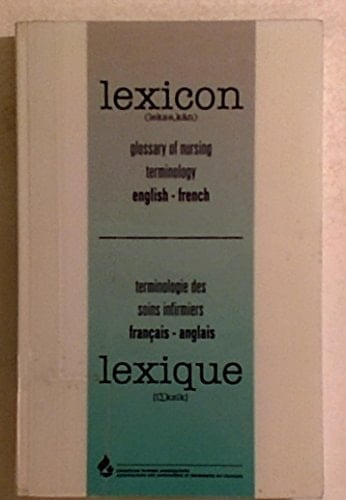 lexicon
glossary of nursing
terminology
english - french
terminologie des
soins infirmiers
français - anglais
lexique